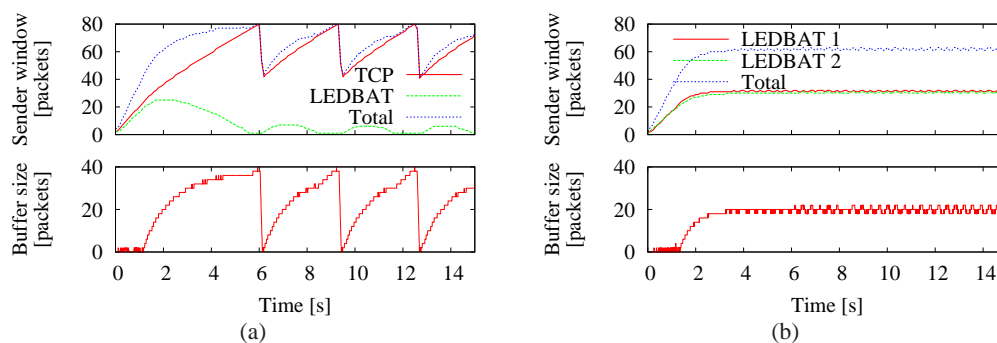 Sender window
[packets]
80
60
40
20
0
TCP
LEDBAT
Total
Buffer size
[packets]
40
20
0
0 2 4 6 8 10 12 14
Time [s]
(a)
Sender window
[packets]
80
60
40
20
0
LEDBAT 1
LEDBAT 2
Total
Buffer size
[packets]
40
20
0
0 2 4 6 8 10 12 14
Time [s]
(b)